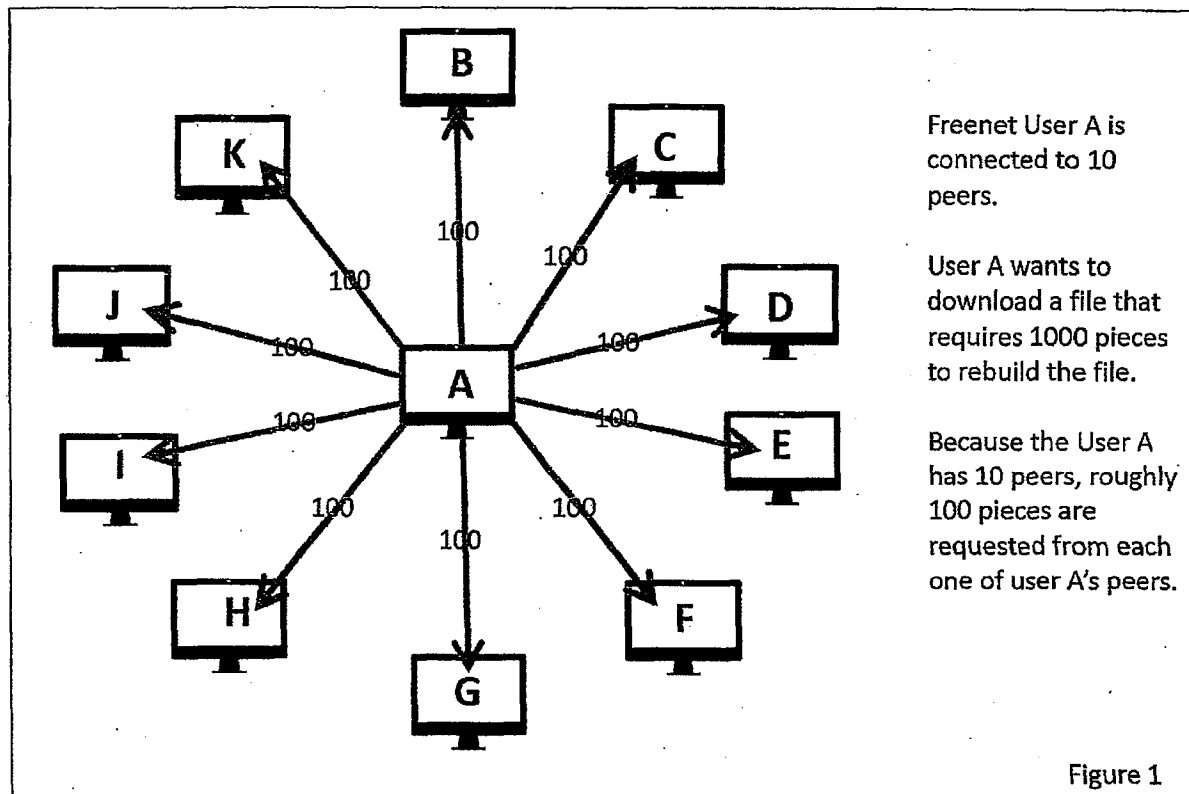 B
K
C
100
100
100
J
D
100
100
A
100
100
I
E
100
100
100
H
F
G
Freenet User A is
connected to 10
peers.
User A wants to
download a file that
requires 1000 pieces
to rebuild the file.
Because the User A
has 10 peers, roughly
100 pieces are
requested from each
one of user A's peers.
Figure 1